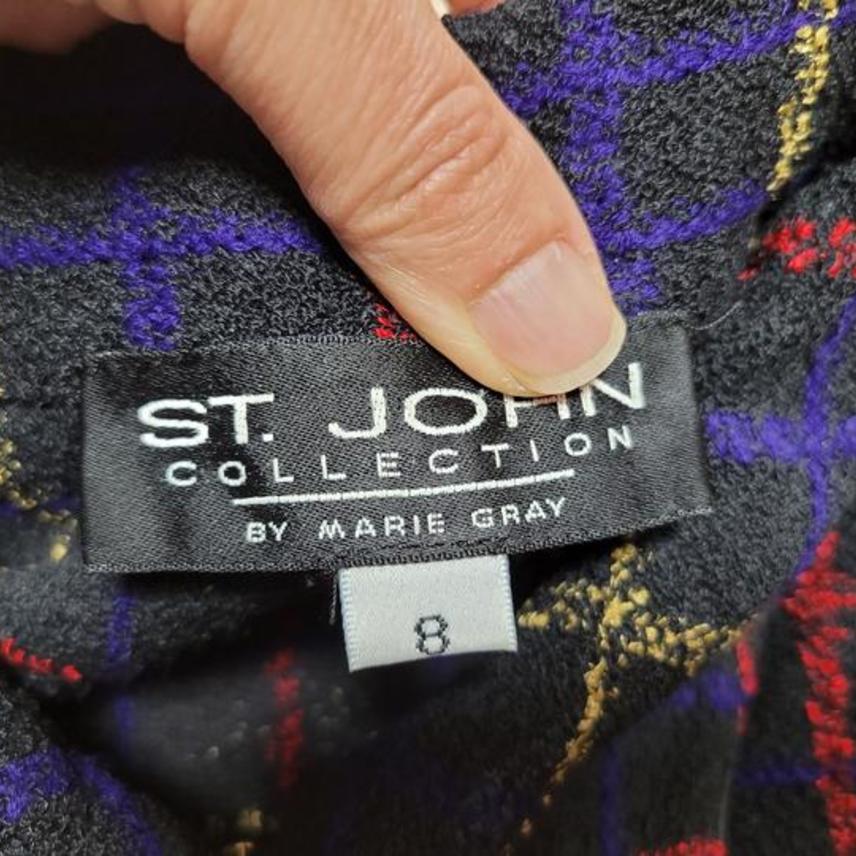 ST. JOHN
COLLECTION
BY MARIE GRAY
8